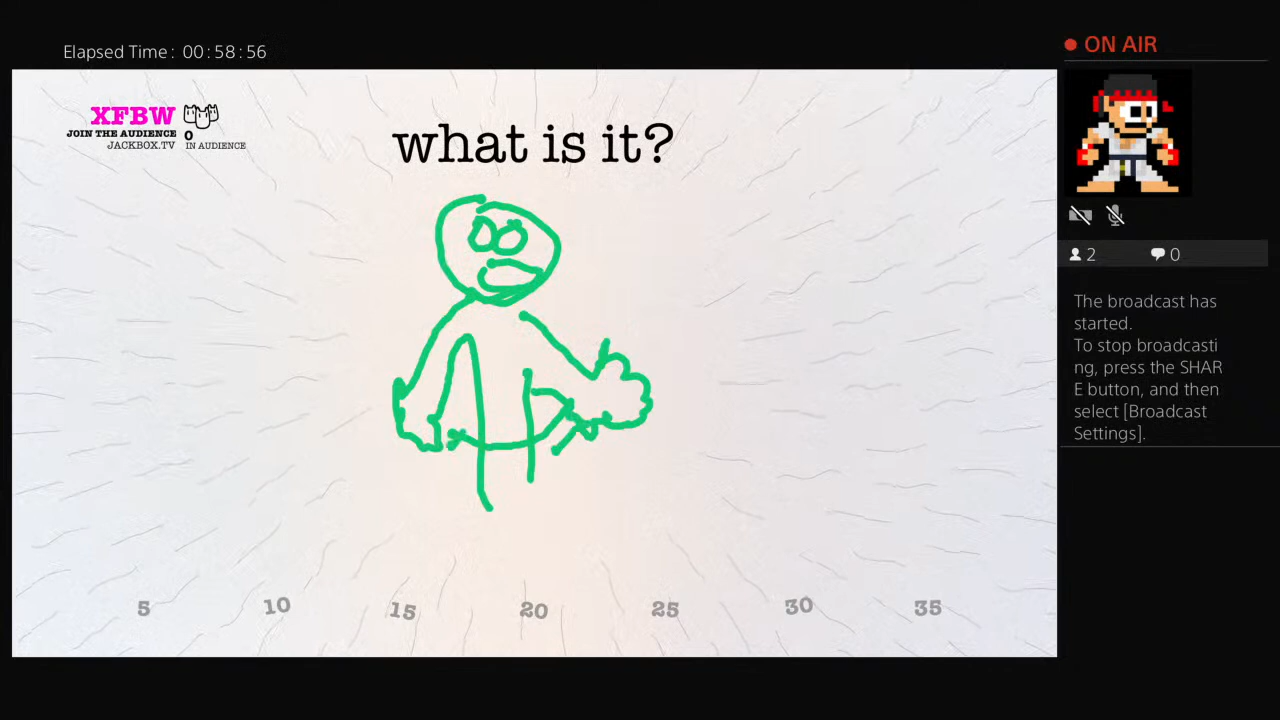 Elapsed Time: 00:58:56
ON AIR
XFBW
JOIN THE AUDIENCE 0
JACKBOX.TV IN AUDIENCE
what is it?
2 0
The broadcast has
started.
To stop broadcasti
ng, press the SHAR
E button, and then
select [Broadcast
Settings].
5 10 15 20 25 30 35